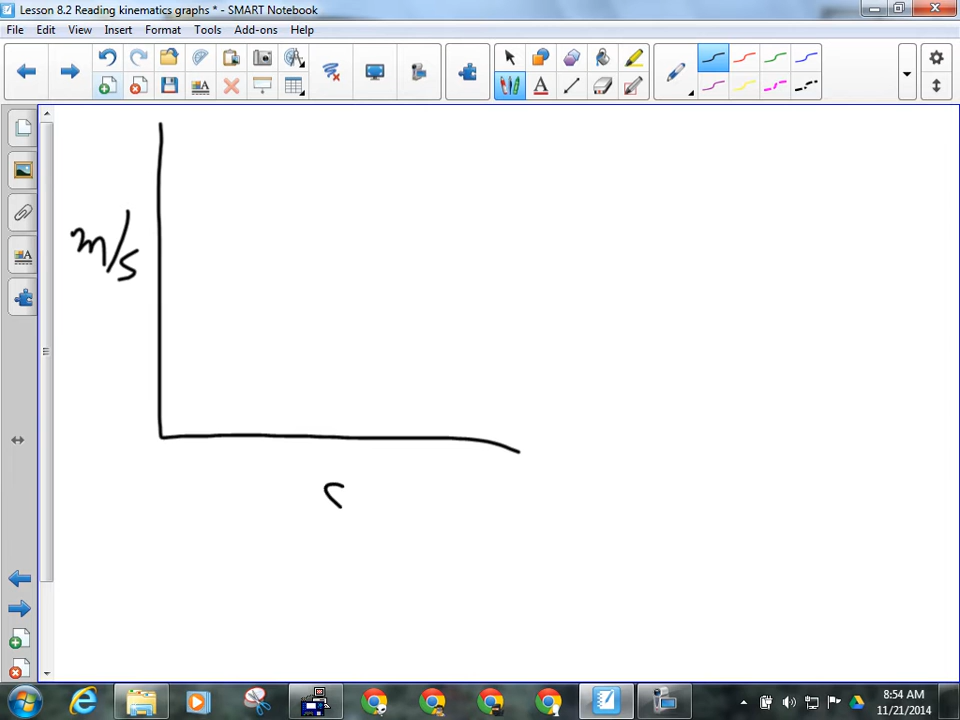 Lesson 8.2 Reading kinematics graphs * - SMART Notebook
File Edit View Insert Format Tools Add-ons Help
m/s
8:54 AM
11/21/2014